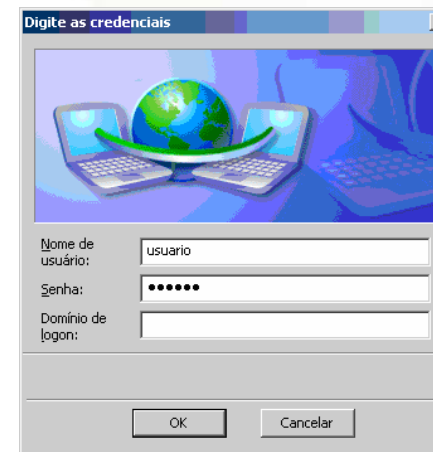 Digite as credenciais
Nome de
usuário:
usuario
Senha:
••••••
Domínio de
logon:
OK
Cancelar